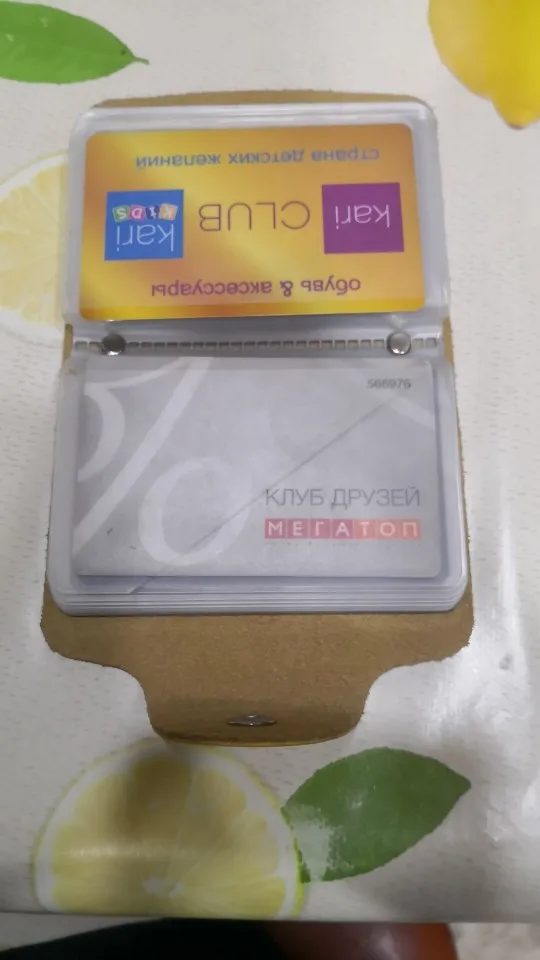 страна детских желаний
kari
KIDS
CLUB
kari
обувь & аксессуары
566976
%
КЛУБ ДРУЗЕЙ
МЕГАТОП